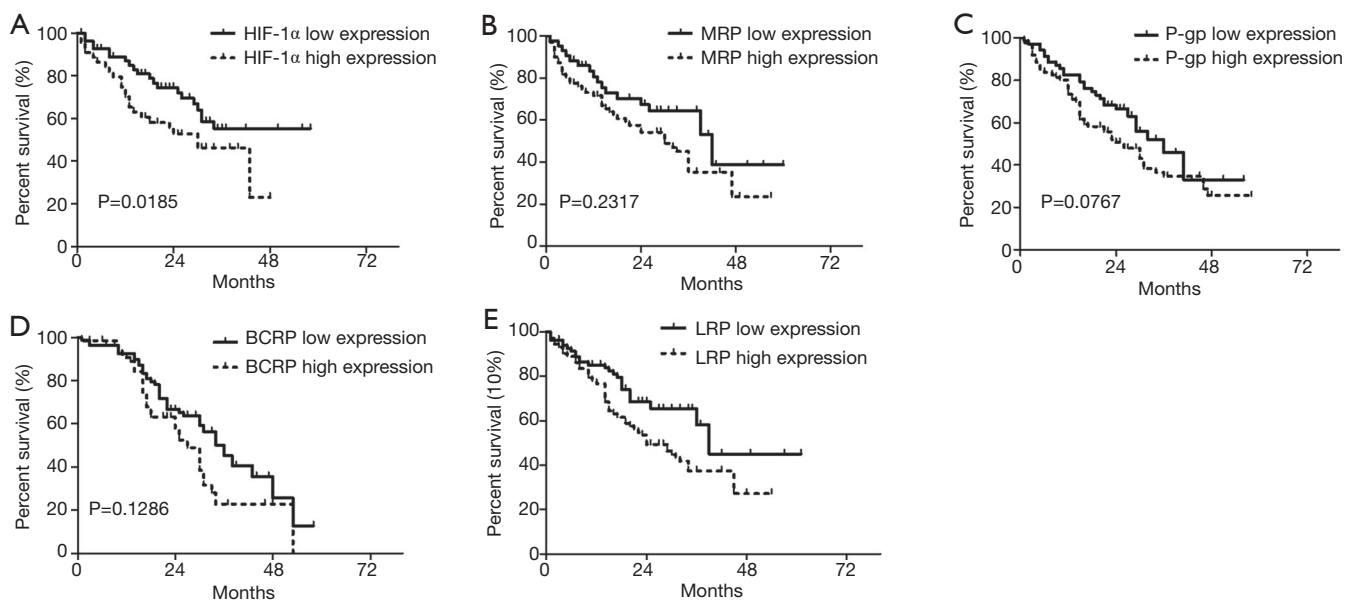 A
HIF-1α low expression
HIF-1α high expression
Percent survival (%)
100
80
60
40
20
0
P=0.0185
0 24 48 72
Months
B
MRP low expression
MRP high expression
Percent survival (%)
100
80
60
40
20
0
P=0.2317
0 24 48 72
Months
C
P-gp low expression
P-gp high expression
Percent survival (%)
100
80
60
40
20
0
P=0.0767
0 24 48 72
Months
D
BCRP low expression
BCRP high expression
Percent survival (%)
100
80
60
40
20
0
P=0.1286
0 24 48 72
Months
E
LRP low expression
LRP high expression
Percent survival (10%)
100
80
60
40
20
0
0 24 48 72
Months